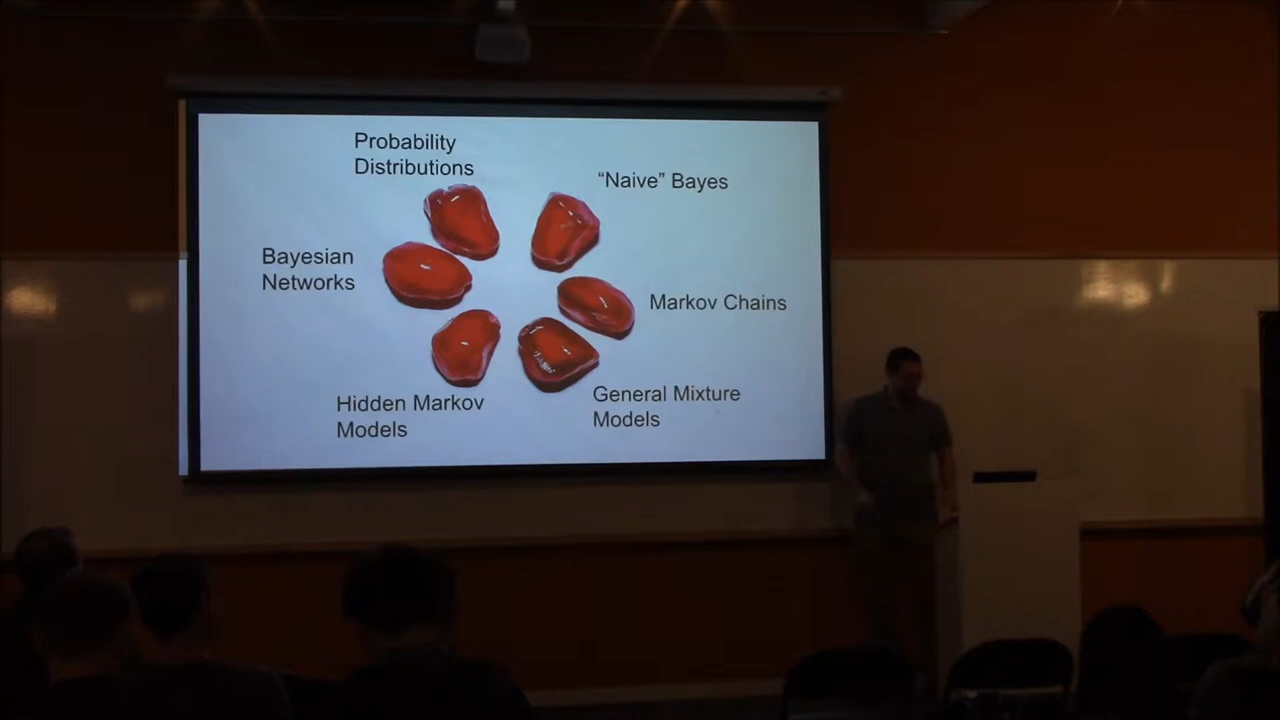 Probability
Distributions
“Naive” Bayes
Bayesian
Networks
Markov Chains
Hidden Markov
Models
General Mixture
Models